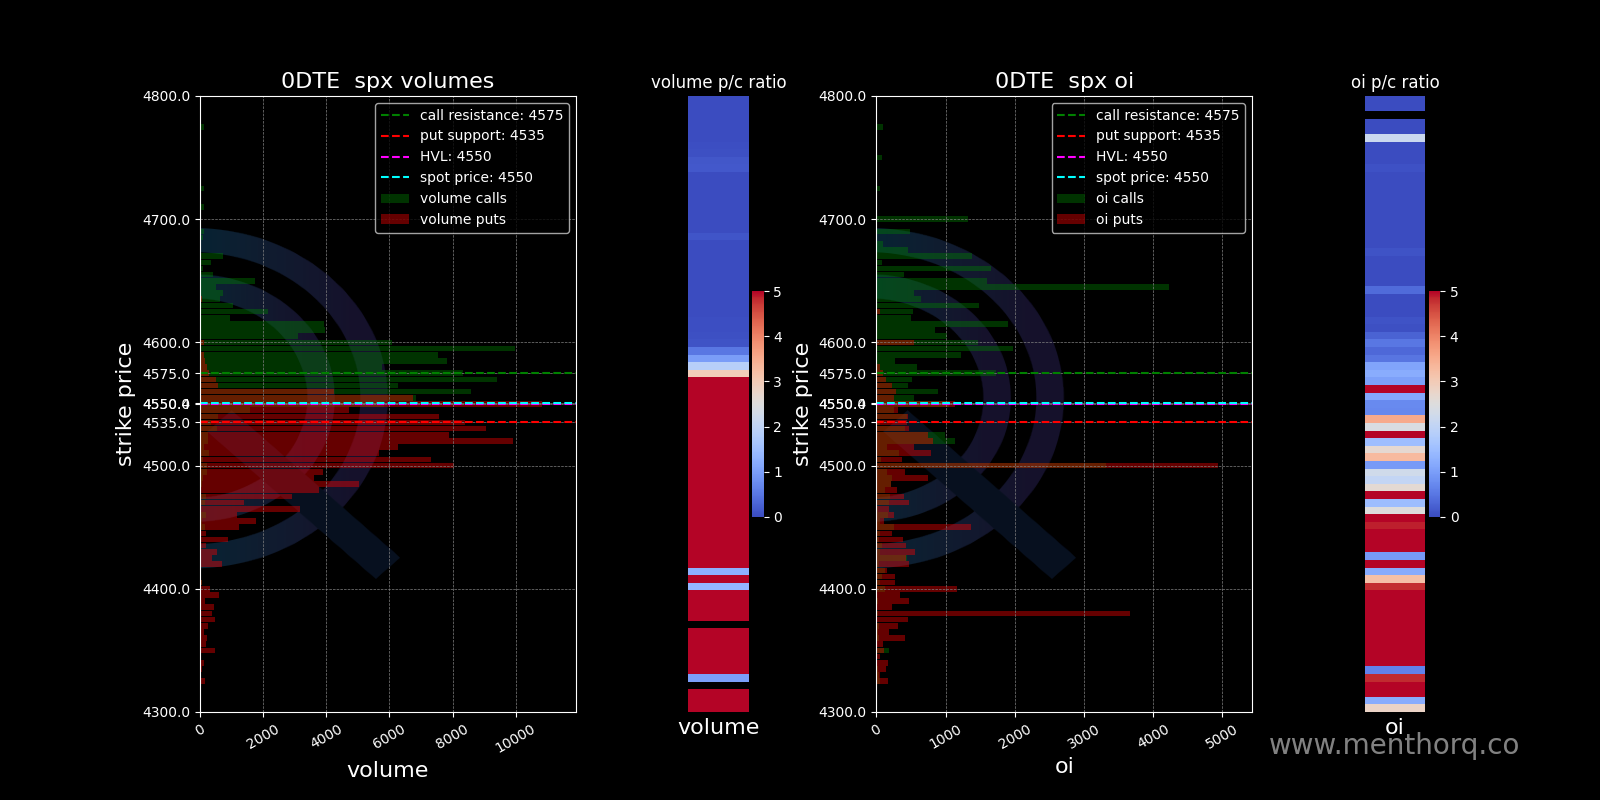 0DTE  spx volumes
volume p/c ratio
0DTE  spx oi
oi p/c ratio
4800.0
4700.0
4600.0
4575.0
4550.0
4535.0
4500.0
4400.0
4300.0
strike price
call resistance: 4575
put support: 4535
HVL: 4550
spot price: 4550
volume calls
volume puts
0
2000
4000
6000
8000
10000
volume
5
4
3
2
1
0
volume
4800.0
4700.0
4600.0
4575.0
4535.0
4500.0
4400.0
4300.0
strike price
call resistance: 4575
put support: 4535
HVL: 4550
spot price: 4550
oi calls
oi puts
0
1000
2000
3000
4000
5000
oi
5
4
3
2
1
0
oi
www.menthorq.co